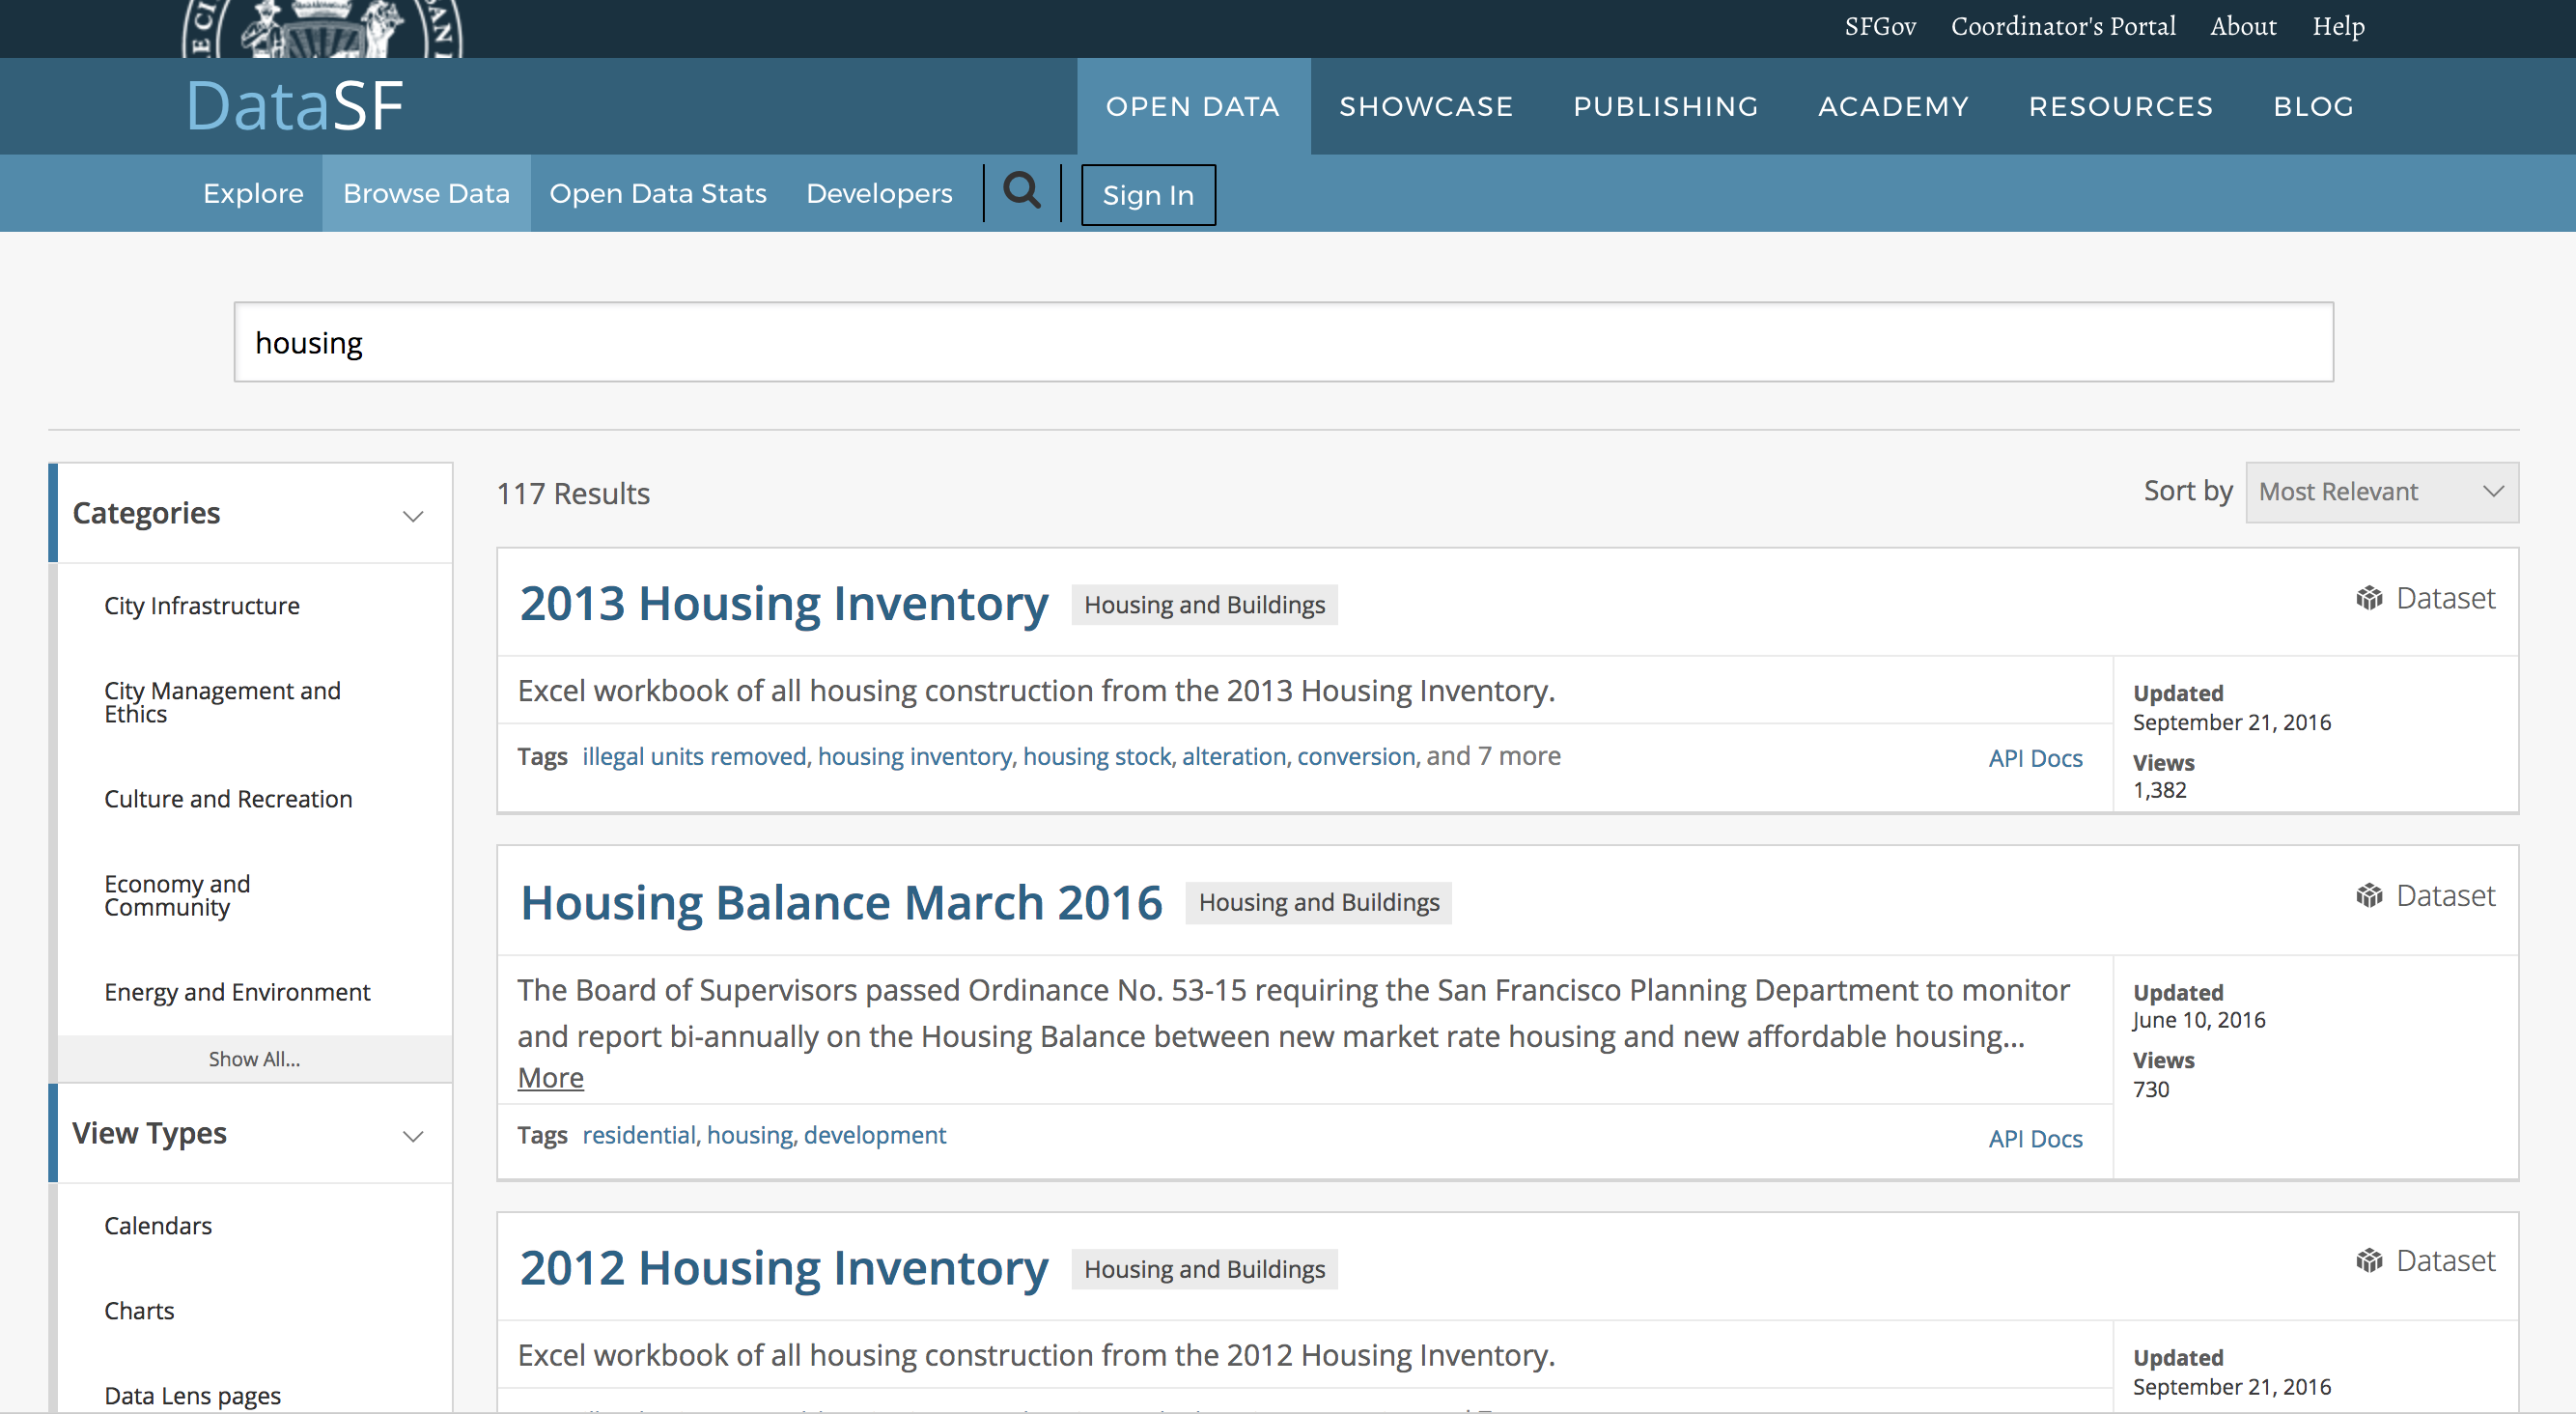 E CI
AN
SFGov Coordinator's Portal About Help
DataSF
OPEN DATA SHOWCASE PUBLISHING ACADEMY RESOURCES BLOG
Explore Browse Data Open Data Stats Developers Sign In
housing
Categories
City Infrastructure
City Management and
Ethics
Culture and Recreation
Economy and
Community
Energy and Environment
Show All...
View Types
Calendars
Charts
Data Lens pages
117 Results
Sort by Most Relevant
2013 Housing Inventory Housing and Buildings Dataset
Excel workbook of all housing construction from the 2013 Housing Inventory.
Tags illegal units removed, housing inventory, housing stock, alteration, conversion, and 7 more API Docs
Updated
September 21, 2016
Views
1,382
Housing Balance March 2016 Housing and Buildings Dataset
The Board of Supervisors passed Ordinance No. 53-15 requiring the San Francisco Planning Department to monitor
and report bi-annually on the Housing Balance between new market rate housing and new affordable housing...
More
Tags residential, housing, development API Docs
Updated
June 10, 2016
Views
730
2012 Housing Inventory Housing and Buildings Dataset
Excel workbook of all housing construction from the 2012 Housing Inventory.
Updated
September 21, 2016